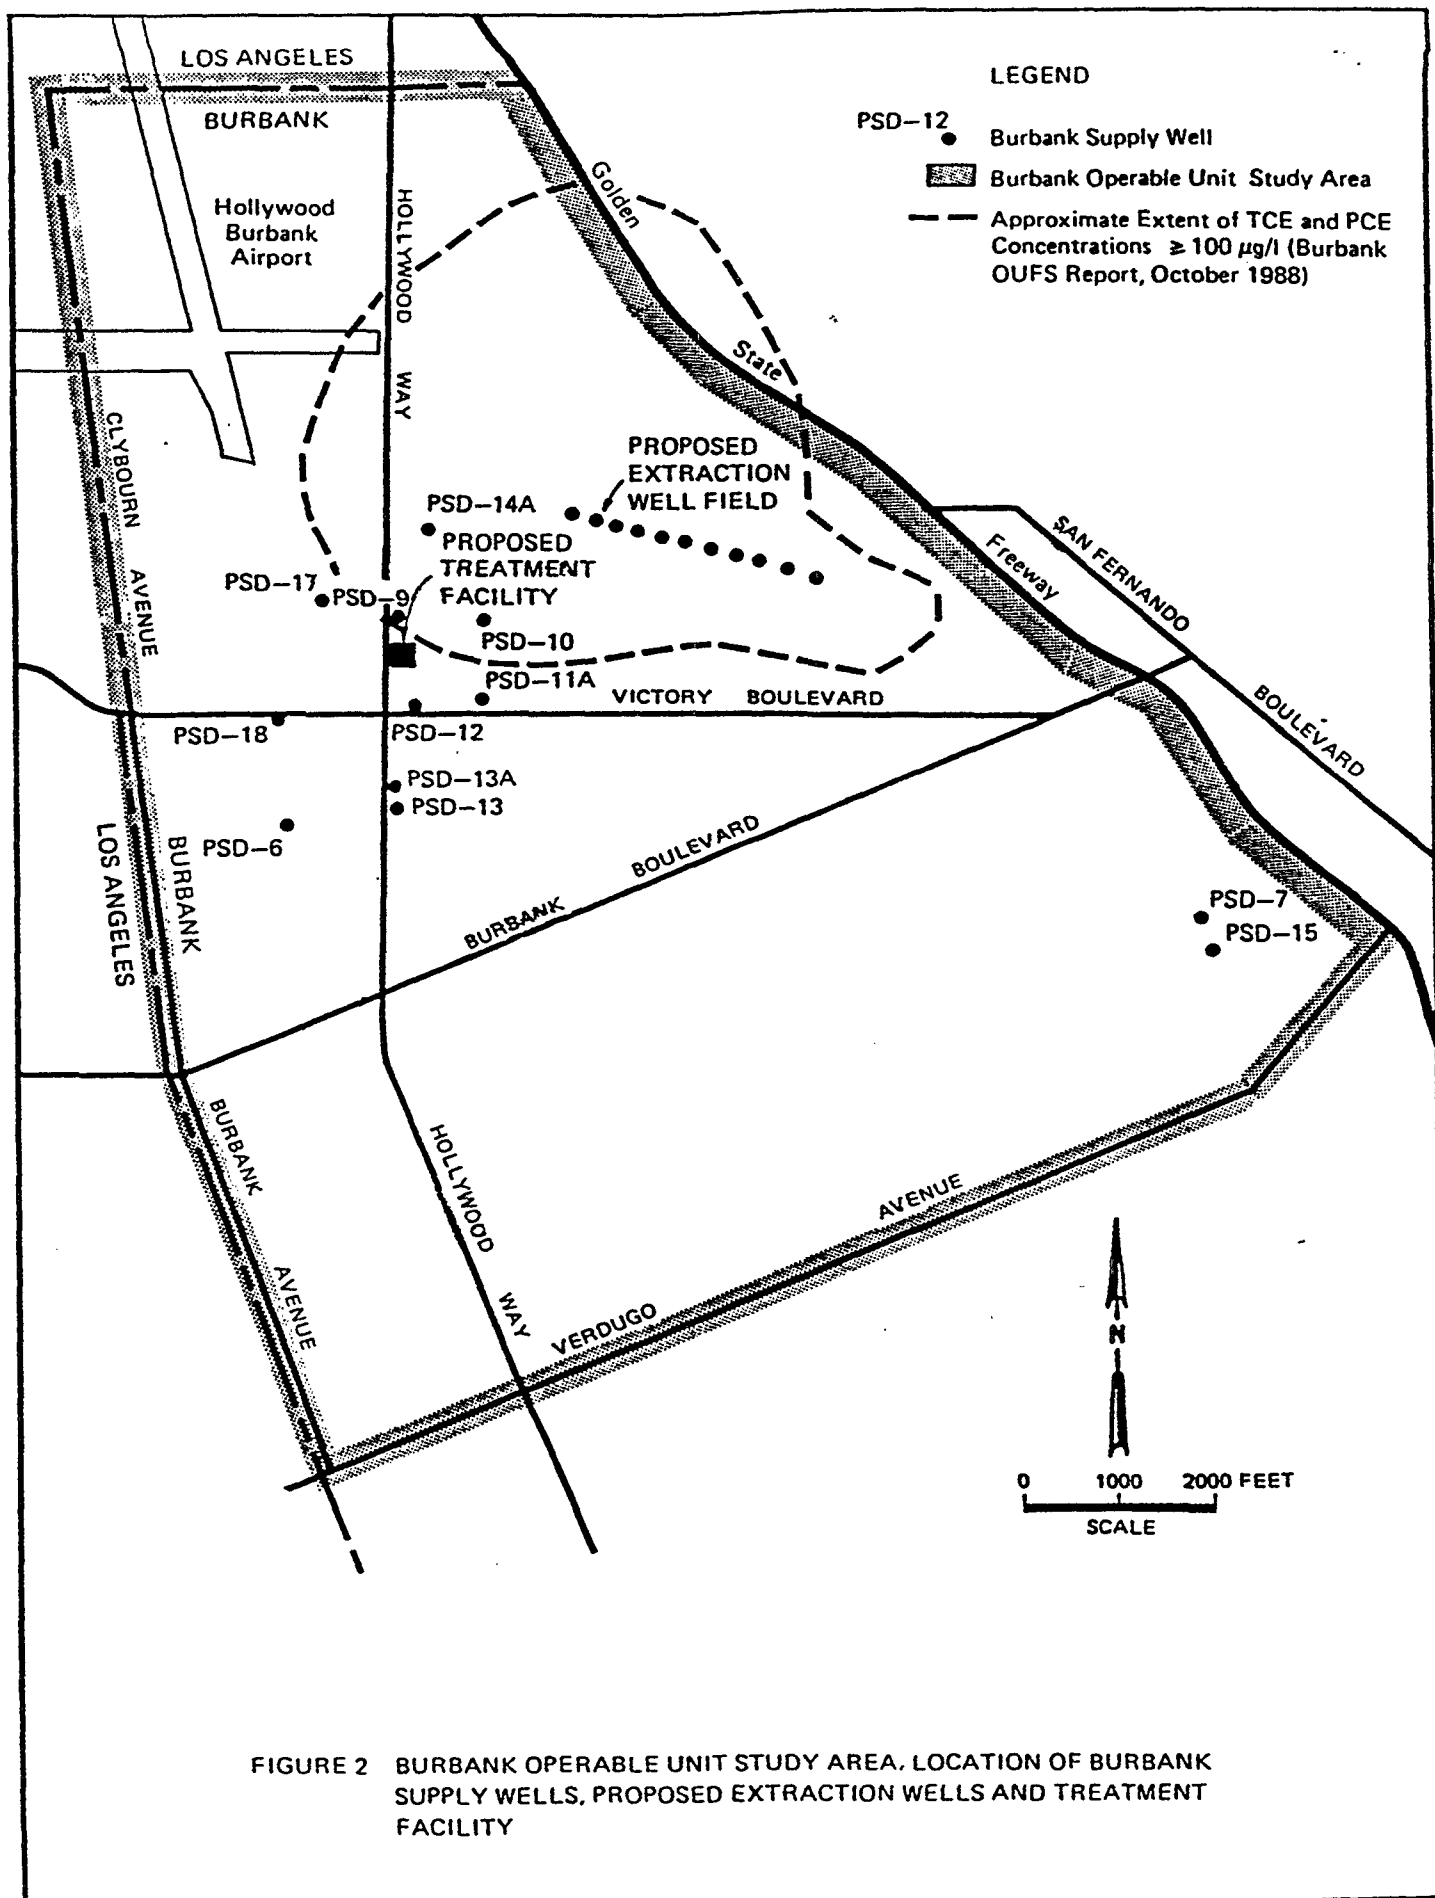 LOS ANGELES
BURBANK
LEGEND
PSD-12
Burbank Supply Well
Burbank Operable Unit Study Area
Approximate Extent of TCE and PCE
Concentrations ≥ 100 µg/l (Burbank
OUFS Report, October 1988)
Hollywood
Burbank
Airport
HOLLYWOOD
WAY
Golden
State
Freeway
CLYBOURN
AVENUE
PROPOSED
EXTRACTION
WELL FIELD
PSD-14A
PROPOSED
TREATMENT
FACILITY
PSD-17
PSD-9
PSD-10
PSD-11A
SAN FERNANDO
BOULEVARD
VICTORY BOULEVARD
PSD-18
PSD-12
PSD-13A
PSD-13
PSD-6
LOS ANGELES
BURBANK
BURBANK
BOULEVARD
PSD-7
PSD-15
BURBANK
AVENUE
HOLLYWOOD
WAY
VERDUGO
AVENUE
N
0 1000 2000 FEET
SCALE
FIGURE 2 BURBANK OPERABLE UNIT STUDY AREA, LOCATION OF BURBANK
SUPPLY WELLS, PROPOSED EXTRACTION WELLS AND TREATMENT
FACILITY